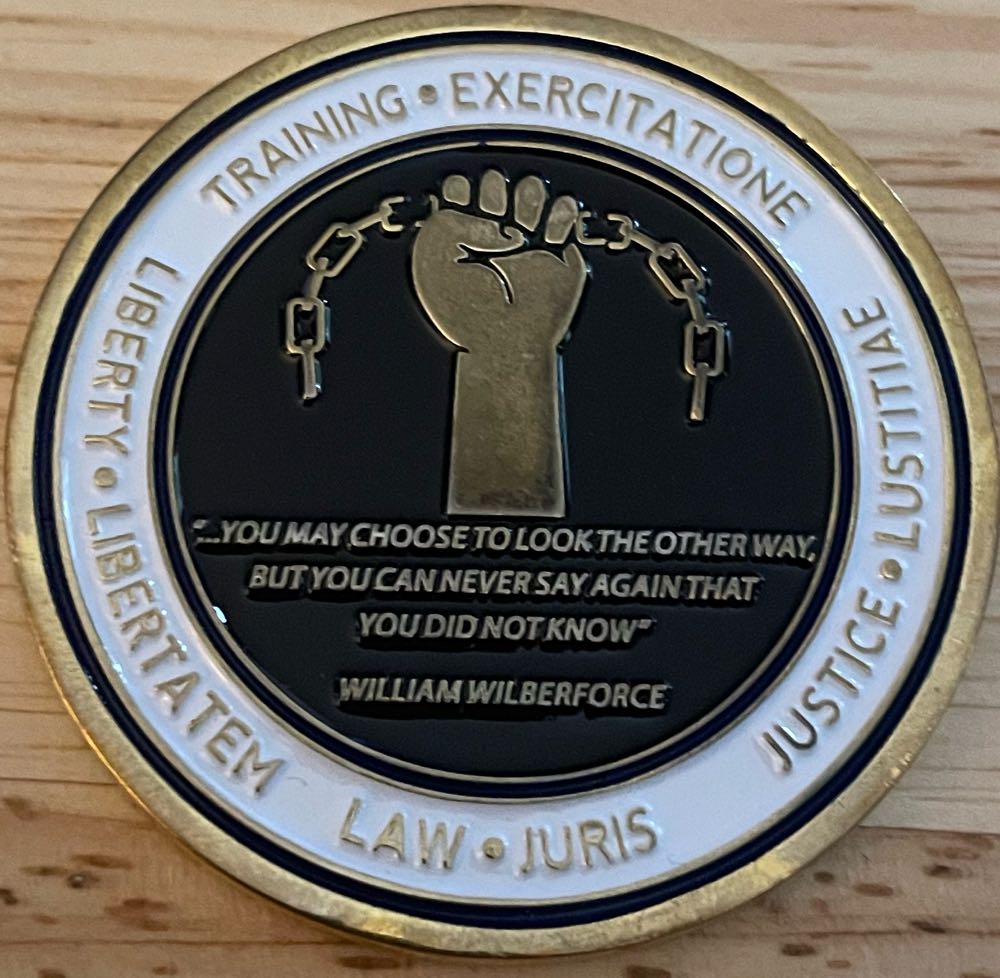 TRAINING • EXERCITATIONE
JUSTICE • LUSTITIAE
LAW • JURIS
LIBERTY • LIBERTATEM
"...YOU MAY CHOOSE TO LOOK THE OTHER WAY,
BUT YOU CAN NEVER SAY AGAIN THAT
YOU DID NOT KNOW"
WILLIAM WILBERFORCE